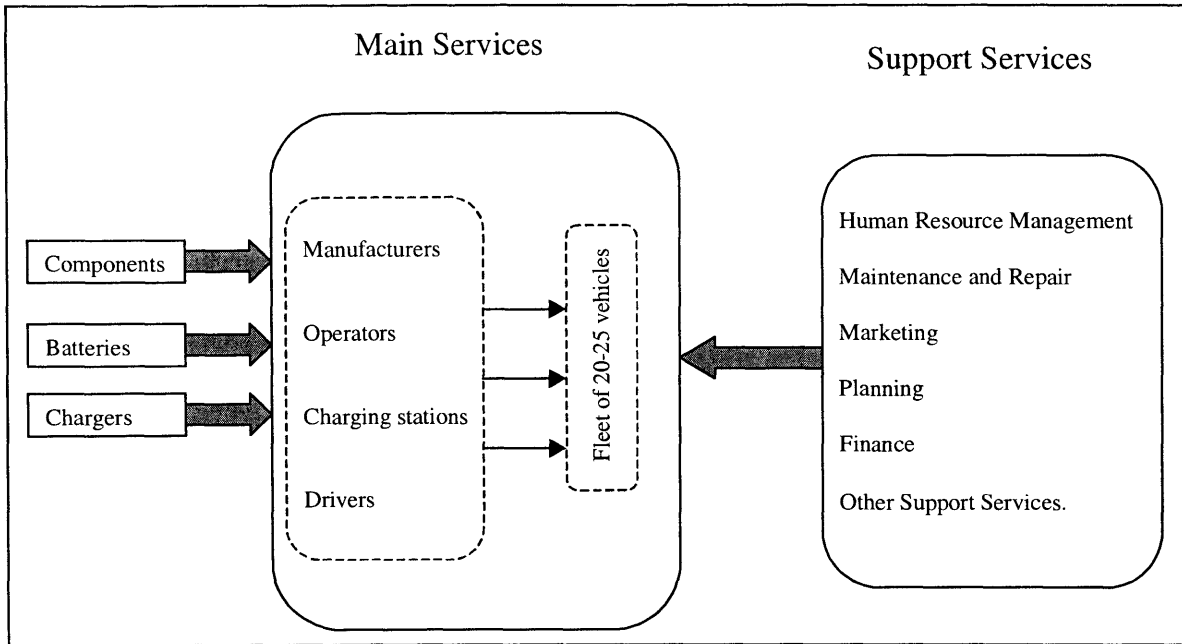 Main Services
Support Services
Components
Batteries
Chargers
Manufacturers
Operators
Charging stations
Drivers
Fleet of 20-25 vehicles
Human Resource Management
Maintenance and Repair
Marketing
Planning
Finance
Other Support Services.